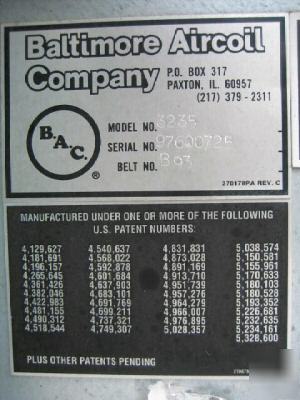 Baltimore Aircoil
Company P.O. BOX 317
PAXTON, IL. 60957
(217) 379 - 2311
B.A.C. ®
MODEL NO. 3235
SERIAL NO. 97600725
BELT NO. B93
270178PA REV. C
MANUFACTURED UNDER ONE OR MORE OF THE FOLLOWING
U.S. PATENT NUMBERS:
4,129,627 4,540,637 4,831,831 5,038,574
4,181,691 4,568,022 4,873,028 5,150,581
4,196,157 4,592,878 4,891,169 5,155,961
4,265,645 4,601,684 4,913,710 5,170,633
4,361,426 4,637,903 4,951,739 5,180,103
4,382,046 4,683,101 4,957,276 5,180,528
4,422,983 4,691,769 4,964,279 5,193,352
4,481,155 4,699,211 4,966,007 5,226,681
4,490,312 4,737,321 4,976,895 5,232,635
4,518,544 4,749,307 5,028,357 5,234,161
5,328,600
PLUS OTHER PATENTS PENDING